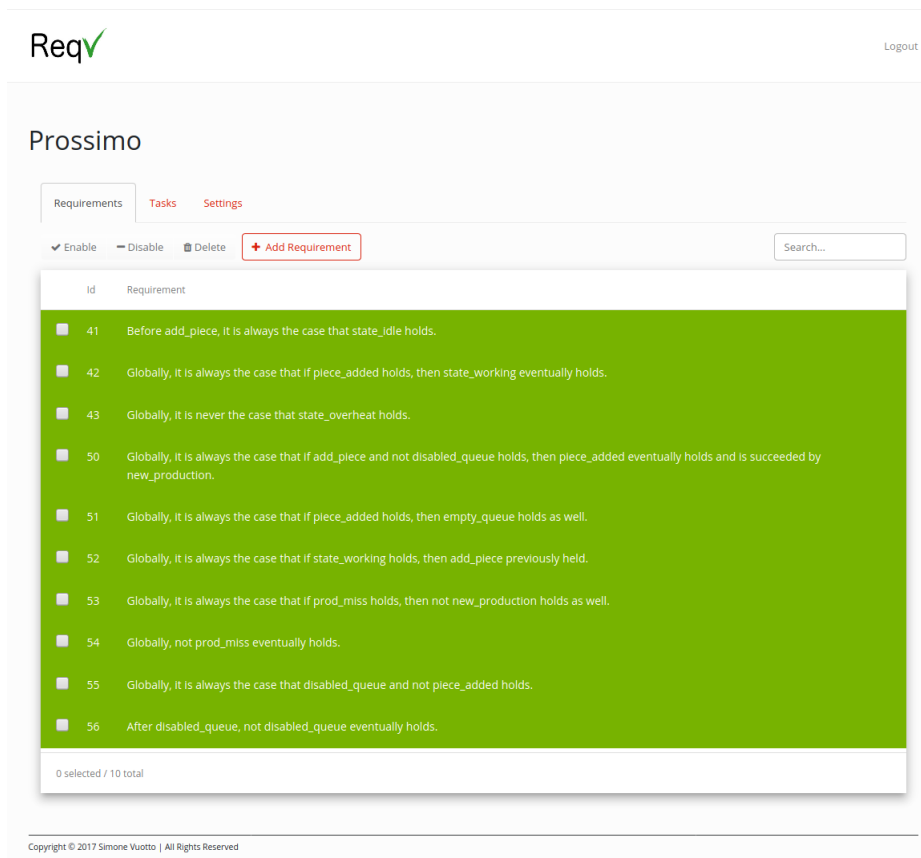 Req
Logout
Prossimo
Requirements Tasks Settings
Enable Disable Delete Add Requirement Search...
Id Requirement
41 Before add_piece, it is always the case that state_idle holds.
42 Globally, it is always the case that if piece_added holds, then state_working eventually holds.
43 Globally, it is never the case that state_overheat holds.
50 Globally, it is always the case that if add_piece and not disabled_queue holds, then piece_added eventually holds and is succeeded by
new_production.
51 Globally, it is always the case that if piece_added holds, then empty_queue holds as well.
52 Globally, it is always the case that if state_working holds, then add_piece previously held.
53 Globally, it is always the case that if prod_miss holds, then not new_production holds as well.
54 Globally, not prod_miss eventually holds.
55 Globally, it is always the case that disabled_queue and not piece_added holds.
56 After disabled_queue, not disabled_queue eventually holds.
0 selected / 10 total
Copyright © 2017 Simone Vuotto | All Rights Reserved